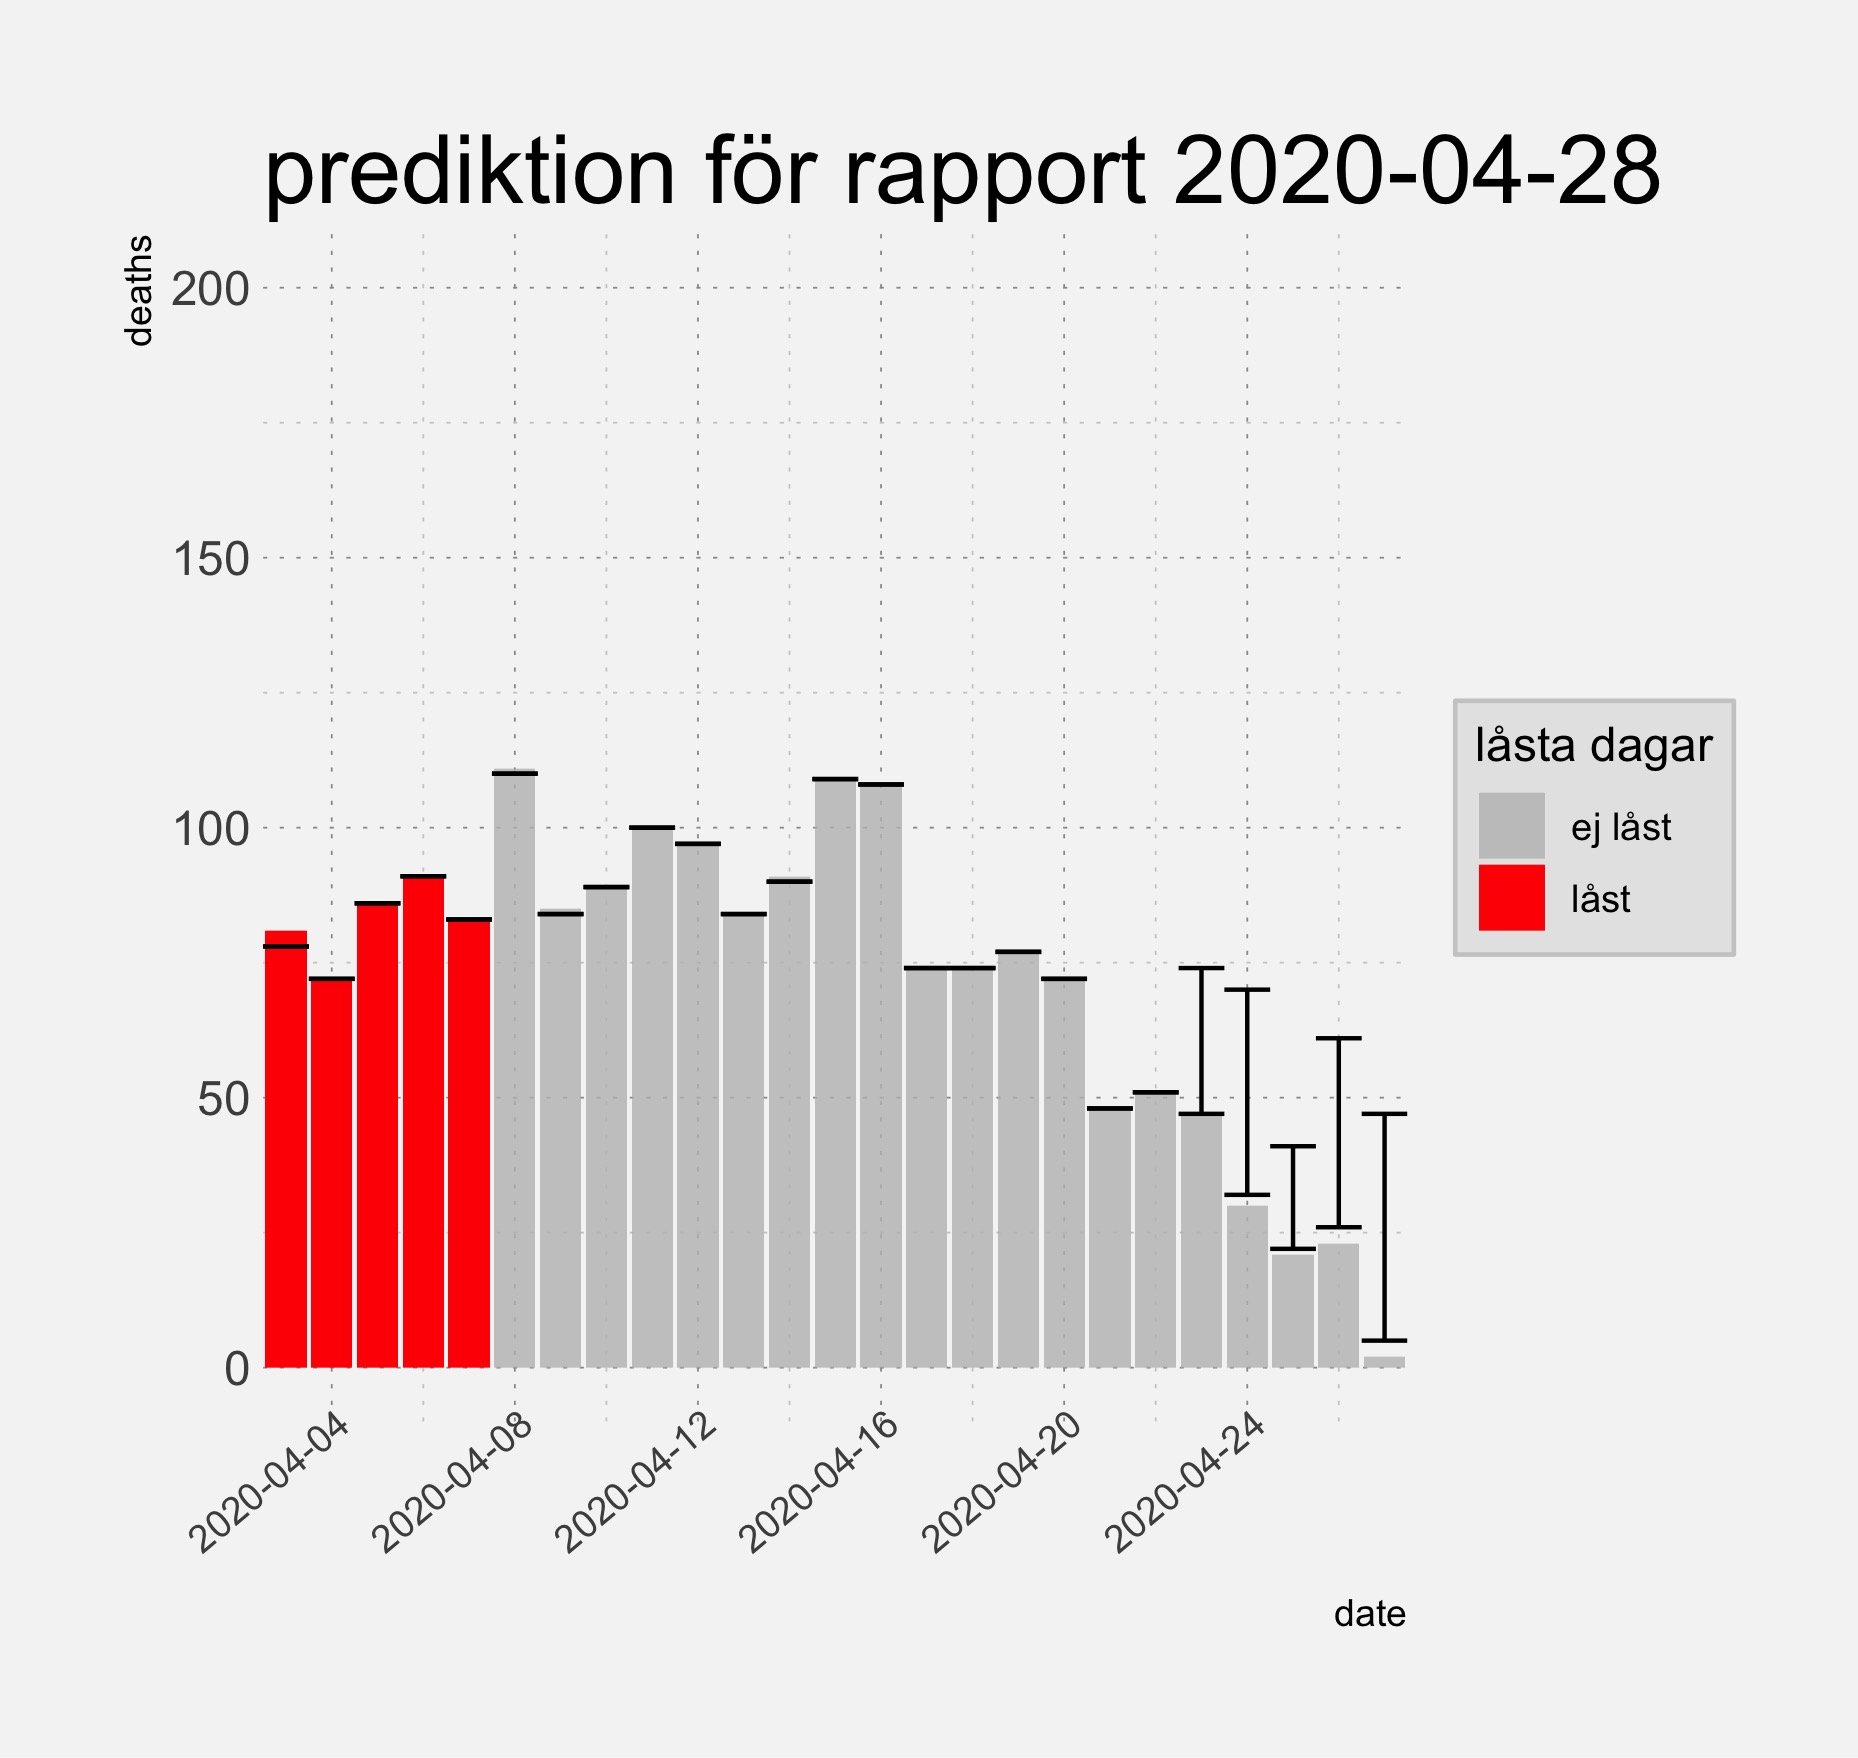 prediktion för rapport 2020-04-28
deaths
200
150
100
50
0
2020-04-04
2020-04-08
2020-04-12
2020-04-16
2020-04-20
2020-04-24
date
låsta dagar
ej låst
låst